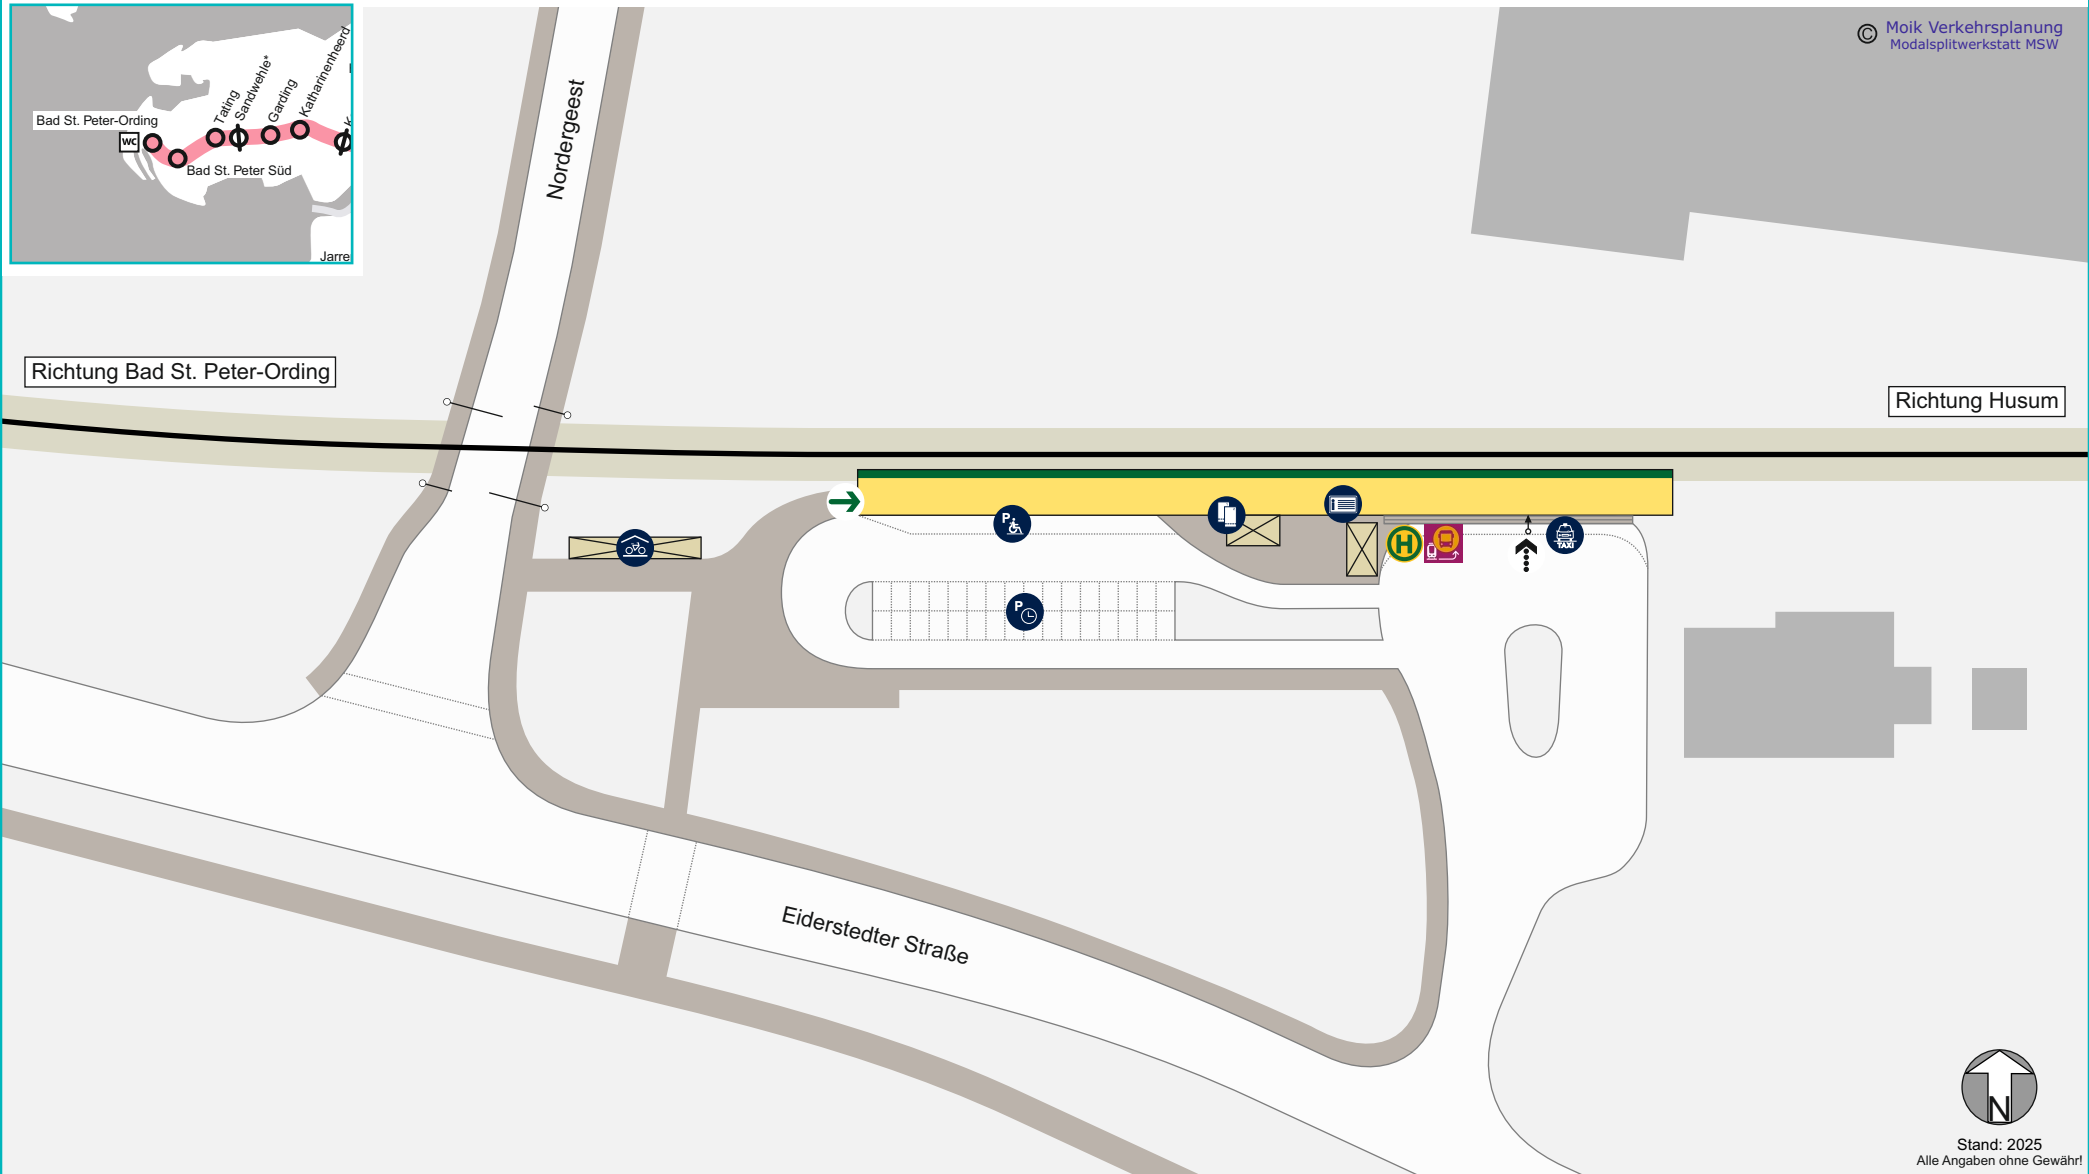 © Moik Verkehrsplanung
Modalsplitwerkstatt MSW
Bad St. Peter-Ording
WC
Tating
Sandwehle*
Garding
Katharinenheerd
K
Bad St. Peter Süd
Jarre
Nordergeest
Richtung Bad St. Peter-Ording
Richtung Husum
P
H
TAXI
P
Eiderstedter Straße
N
Stand: 2025
Alle Angaben ohne Gewähr!